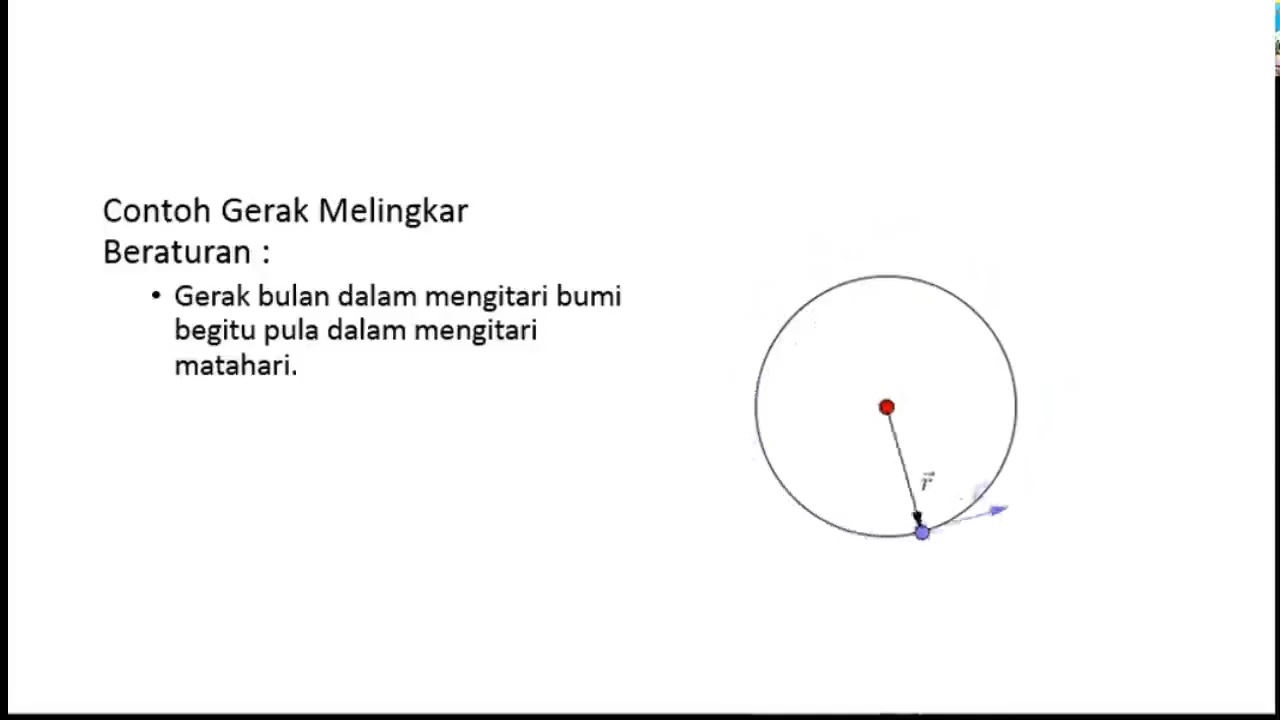 Contoh Gerak Melingkar
Beraturan :
• Gerak bulan dalam mengitari bumi
begitu pula dalam mengitari
matahari.
r⃗